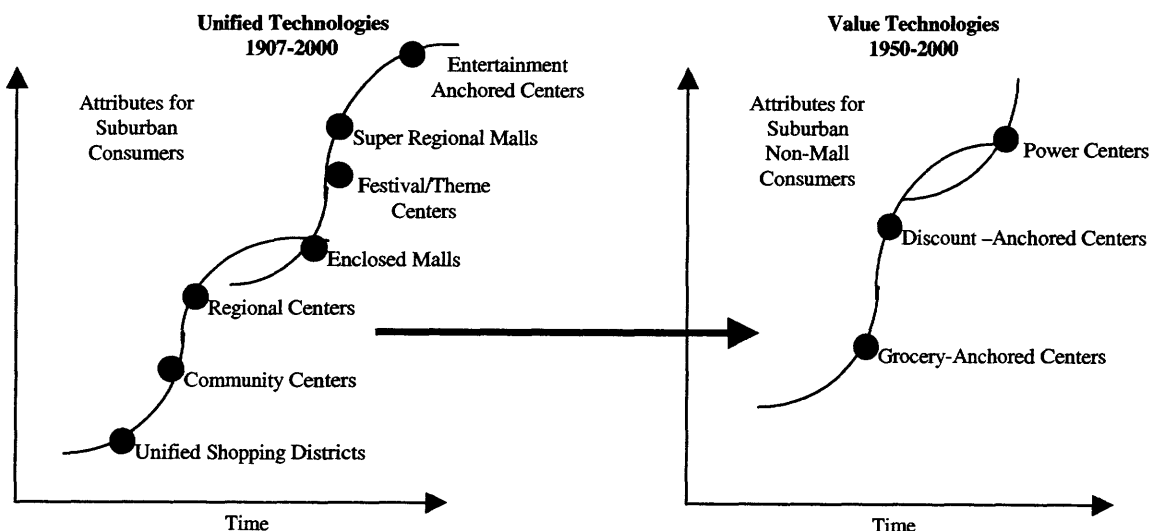 Unified Technologies
1907-2000
Attributes for
Suburban
Consumers
Entertainment
Anchored Centers
Super Regional Malls
Festival/Theme
Centers
Enclosed Malls
Regional Centers
Community Centers
Unified Shopping Districts
Time
Value Technologies
1950-2000
Attributes for
Suburban
Non-Mall
Consumers
Power Centers
Discount –Anchored Centers
Grocery-Anchored Centers
Time